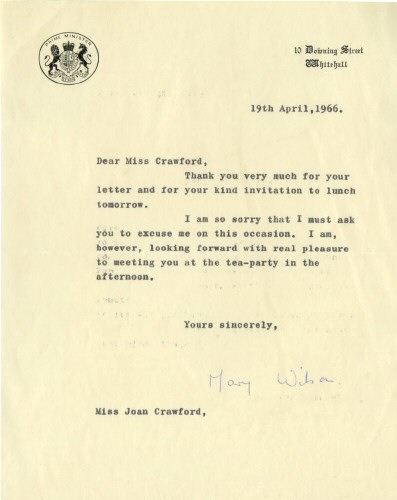 PRIME MINISTER
10 Downing Street
Whitehall
19th April,1966.
Dear Miss Crawford,
Thank you very much for your
letter and for your kind invitation to lunch
tomorrow.
I am so sorry that I must ask
you to excuse me on this occasion. I am,
however, looking forward with real pleasure
to meeting you at the tea-party in the
afternoon.
Yours sincerely,
Mary Wilson.
Miss Joan Crawford,